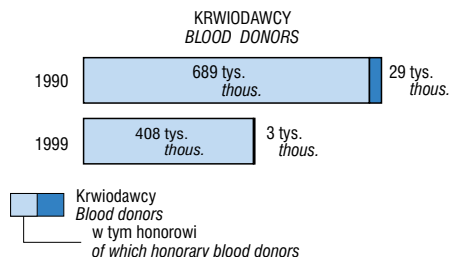 KRWIODAWCY
BLOOD DONORS
1990
689 tys.
thous.
29 tys.
thous.
1999
408 tys.
thous.
3 tys.
thous.
Krwiodawcy
Blood donors
w tym honorowi
of which honorary blood donors